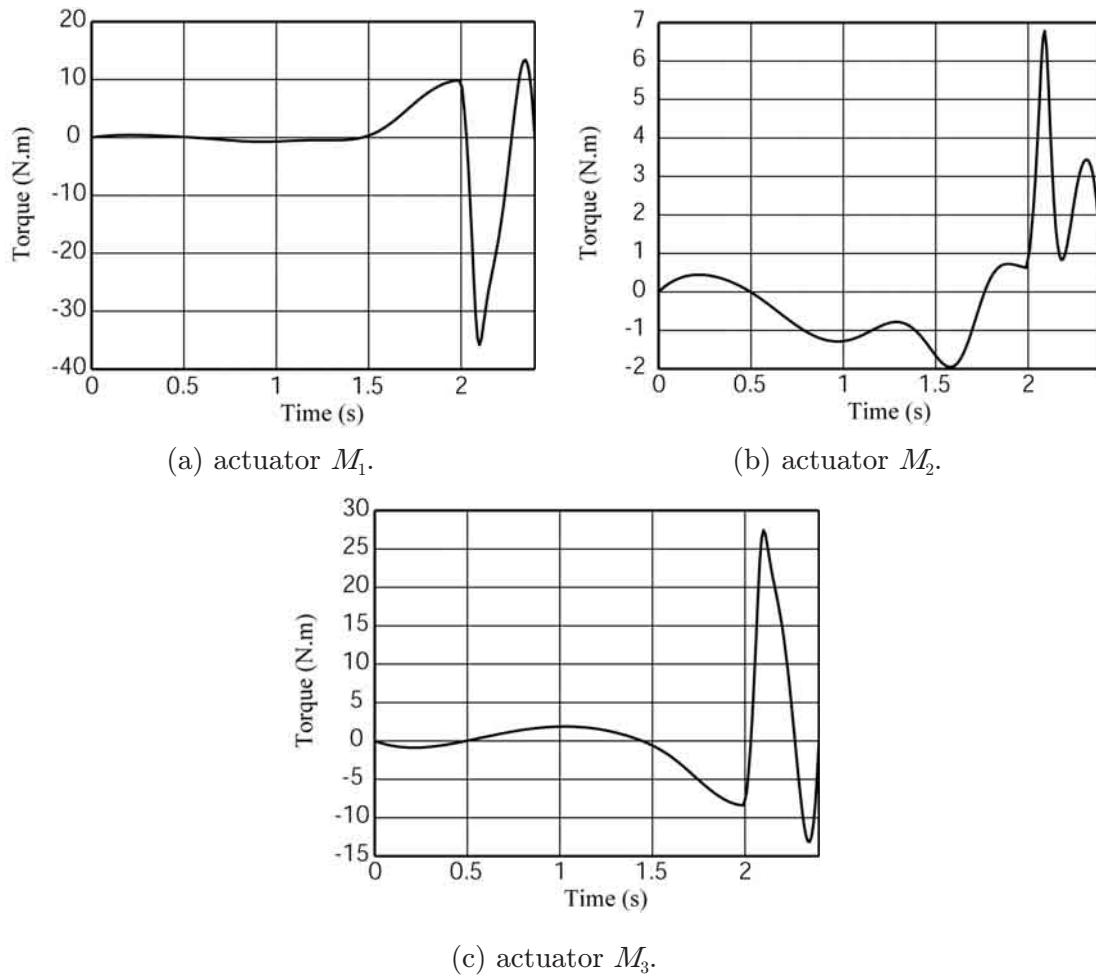 20
10
0
-10
-20
-30
-40
Torque (N.m)
0 0.5 1 1.5 2
Time (s)
(a) actuator M₁.
7
6
5
4
3
2
1
0
-1
-2
Torque (N.m)
0 0.5 1 1.5 2
Time (s)
(b) actuator M₂.
30
25
20
15
10
5
0
-5
-10
-15
Torque (N.m)
0 0.5 1 1.5 2
Time (s)
(c) actuator M₃.